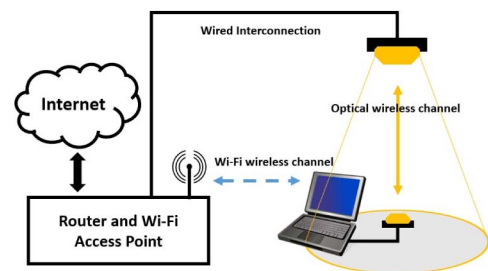 Wired Interconnection
Internet
Optical wireless channel
Wi-Fi wireless channel
Router and Wi-Fi
Access Point